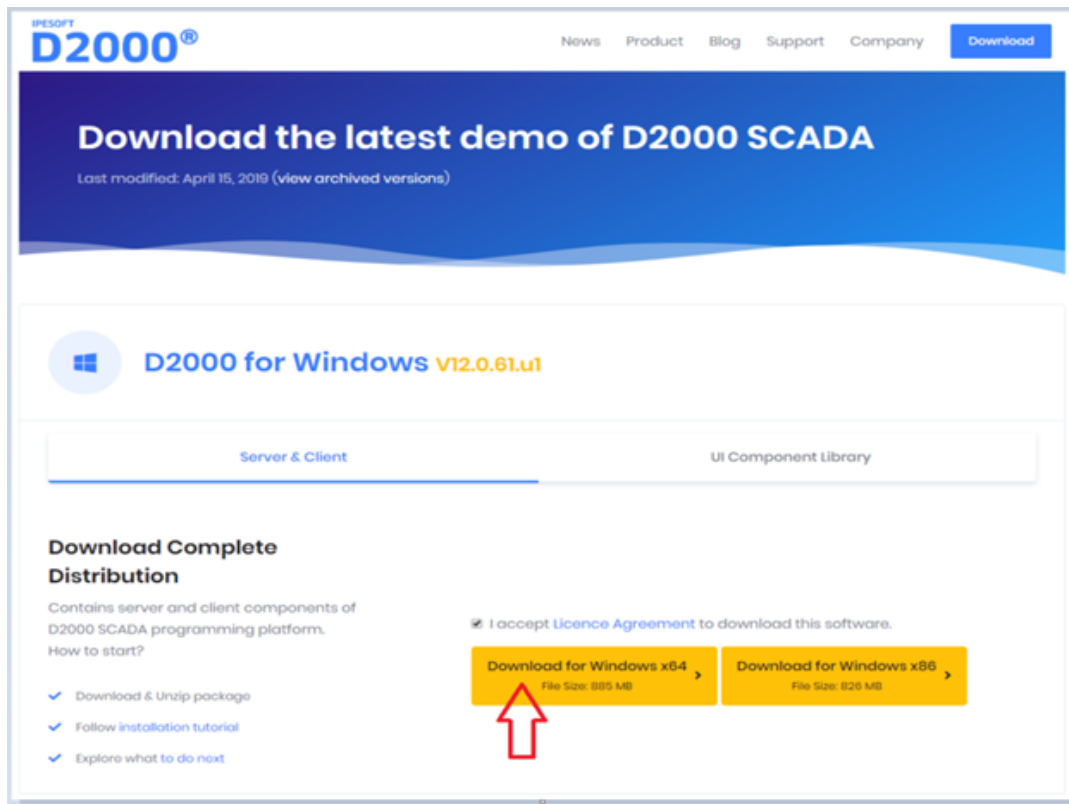 IPESOFT
D2000®
News Product Blog Support Company Download
Download the latest demo of D2000 SCADA
Last modified: April 15, 2019 (view archived versions)
D2000 for Windows V12.0.61.u1
Server & Client
UI Component Library
Download Complete
Distribution
Contains server and client components of
D2000 SCADA programming platform.
How to start?
Download & Unzip package
Follow installation tutorial
Explore what to do next
I accept Licence Agreement to download this software.
Download for Windows x64
File Size: 885 MB
Download for Windows x86
File Size: 826 MB